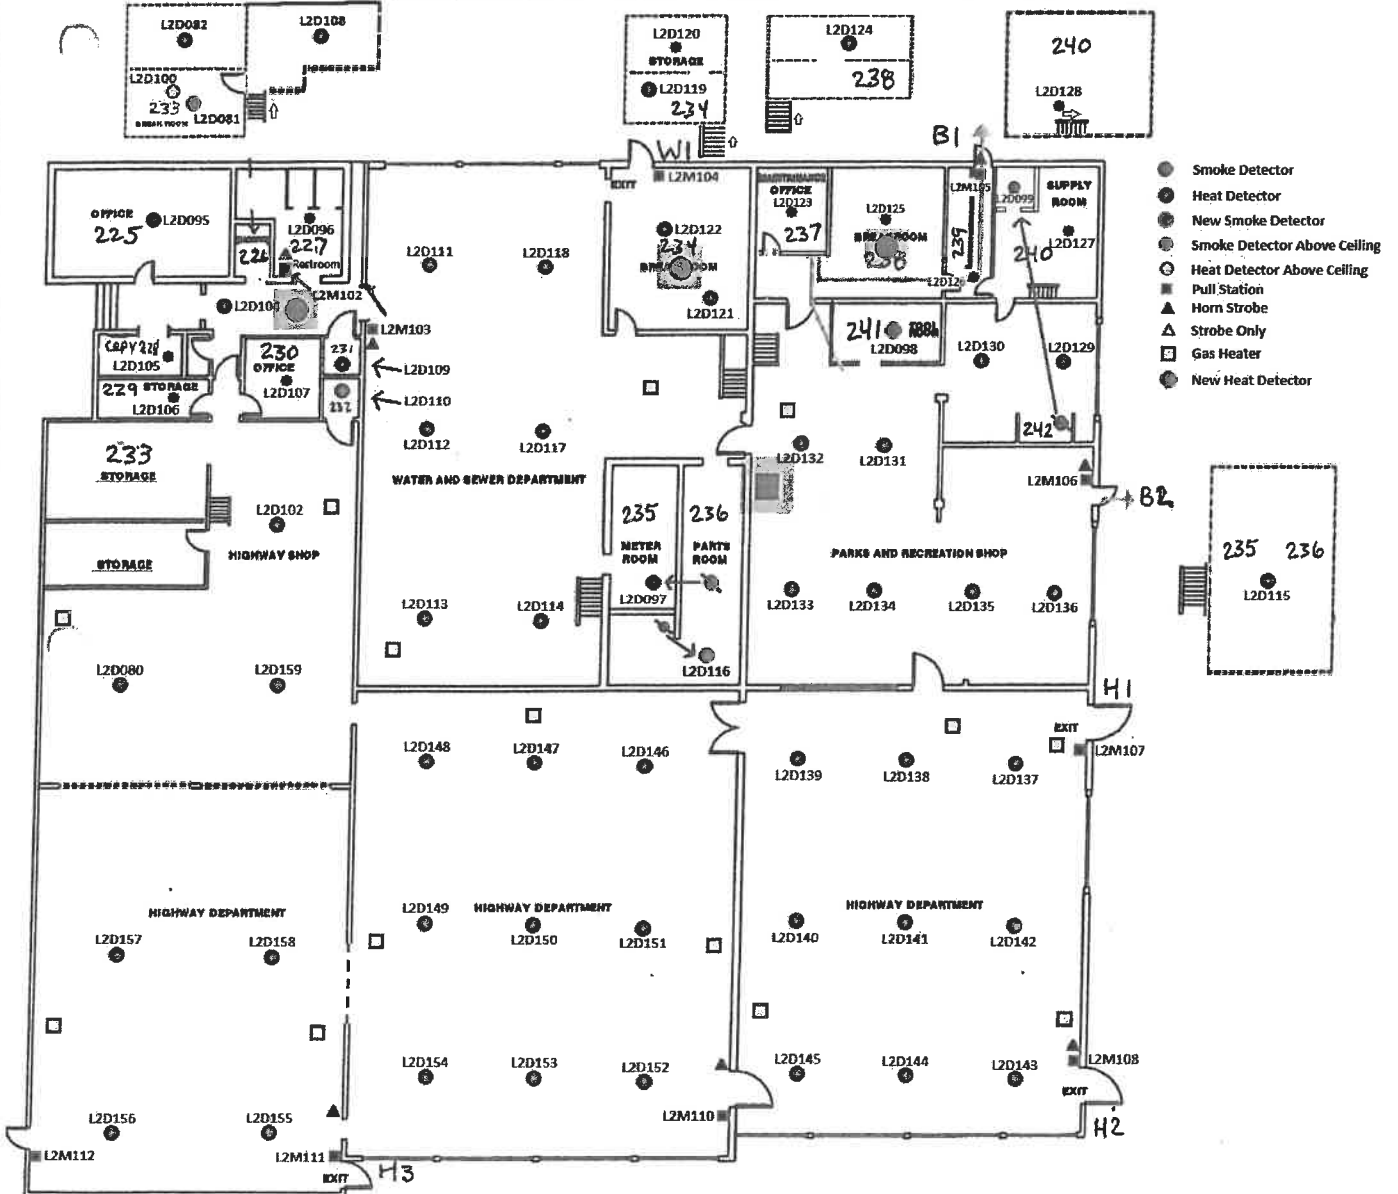 L2D082
L2D108
L2D100
233
L2D081
BREAK ROOM
L2D120
STORAGE
L2D119
234
L2D124
238
240
L2D128
W1
B1
EXIT
L2M104
OFFICE
225
L2D095
226
L2D096
227
Restroom
L2M102
L2D104
L2D111
L2D118
L2D122
234
L2D121
OFFICE
L2D123
237
L2D125
L2D126
239
L2M105
L2D099
SUPPLY
ROOM
L2D127
240
Smoke Detector
Heat Detector
New Smoke Detector
Smoke Detector Above Ceiling
Heat Detector Above Ceiling
Pull Station
Horn Strobe
Strobe Only
Gas Heater
New Heat Detector
L2M103
COPY 228
L2D105
229 STORAGE
L2D106
230
OFFICE
L2D107
231
232
L2D109
L2D110
241
L2D098
L2D130
L2D129
242
L2D112
L2D117
L2D132
L2D131
233
STORAGE
WATER AND SEWER DEPARTMENT
L2M106
B2
L2D102
HIGHWAY SHOP
STORAGE
235
METER
ROOM
L2D097
236
PARTS
ROOM
PARKS AND RECREATION SHOP
235 236
L2D115
L2D113
L2D114
L2D116
L2D133
L2D134
L2D135
L2D136
L2D080
L2D159
H1
EXIT
L2M107
L2D148
L2D147
L2D146
L2D139
L2D138
L2D137
HIGHWAY DEPARTMENT
L2D149
HIGHWAY DEPARTMENT
L2D150
L2D151
HIGHWAY DEPARTMENT
L2D140
L2D141
L2D142
L2D157
L2D158
L2D154
L2D153
L2D152
L2D145
L2D144
L2D143
L2M108
EXIT
H2
L2D156
L2D155
L2M110
L2M112
L2M111
EXIT
H3